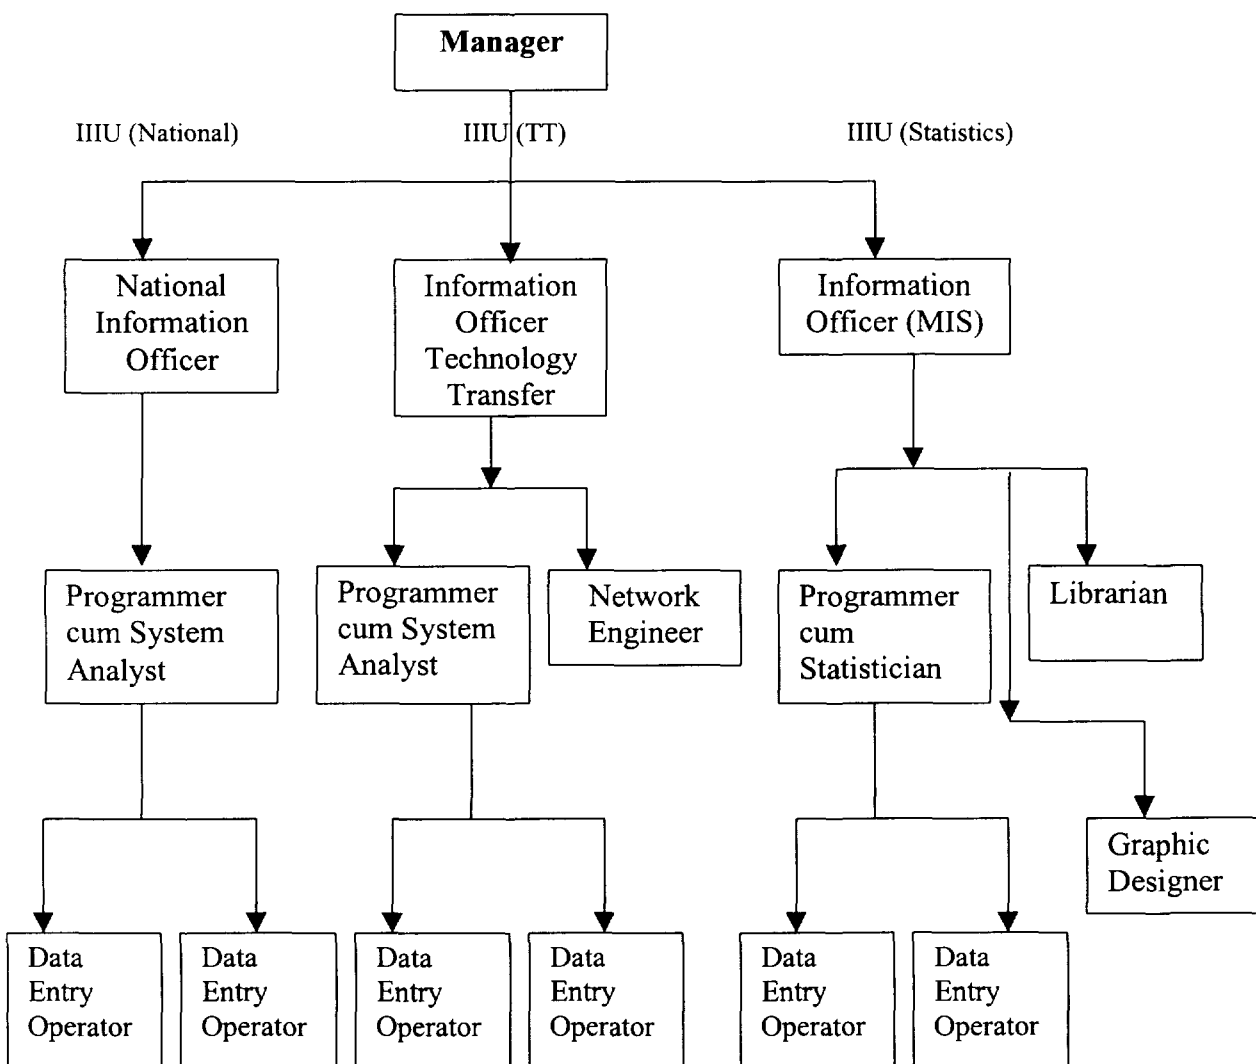 Manager
IIIU (National)
IIIU (TT)
IIIU (Statistics)
National
Information
Officer
Information
Officer
Technology
Transfer
Information
Officer (MIS)
Programmer
cum System
Analyst
Programmer
cum System
Analyst
Network
Engineer
Programmer
cum
Statistician
Librarian
Graphic
Designer
Data
Entry
Operator
Data
Entry
Operator
Data
Entry
Operator
Data
Entry
Operator
Data
Entry
Operator
Data
Entry
Operator